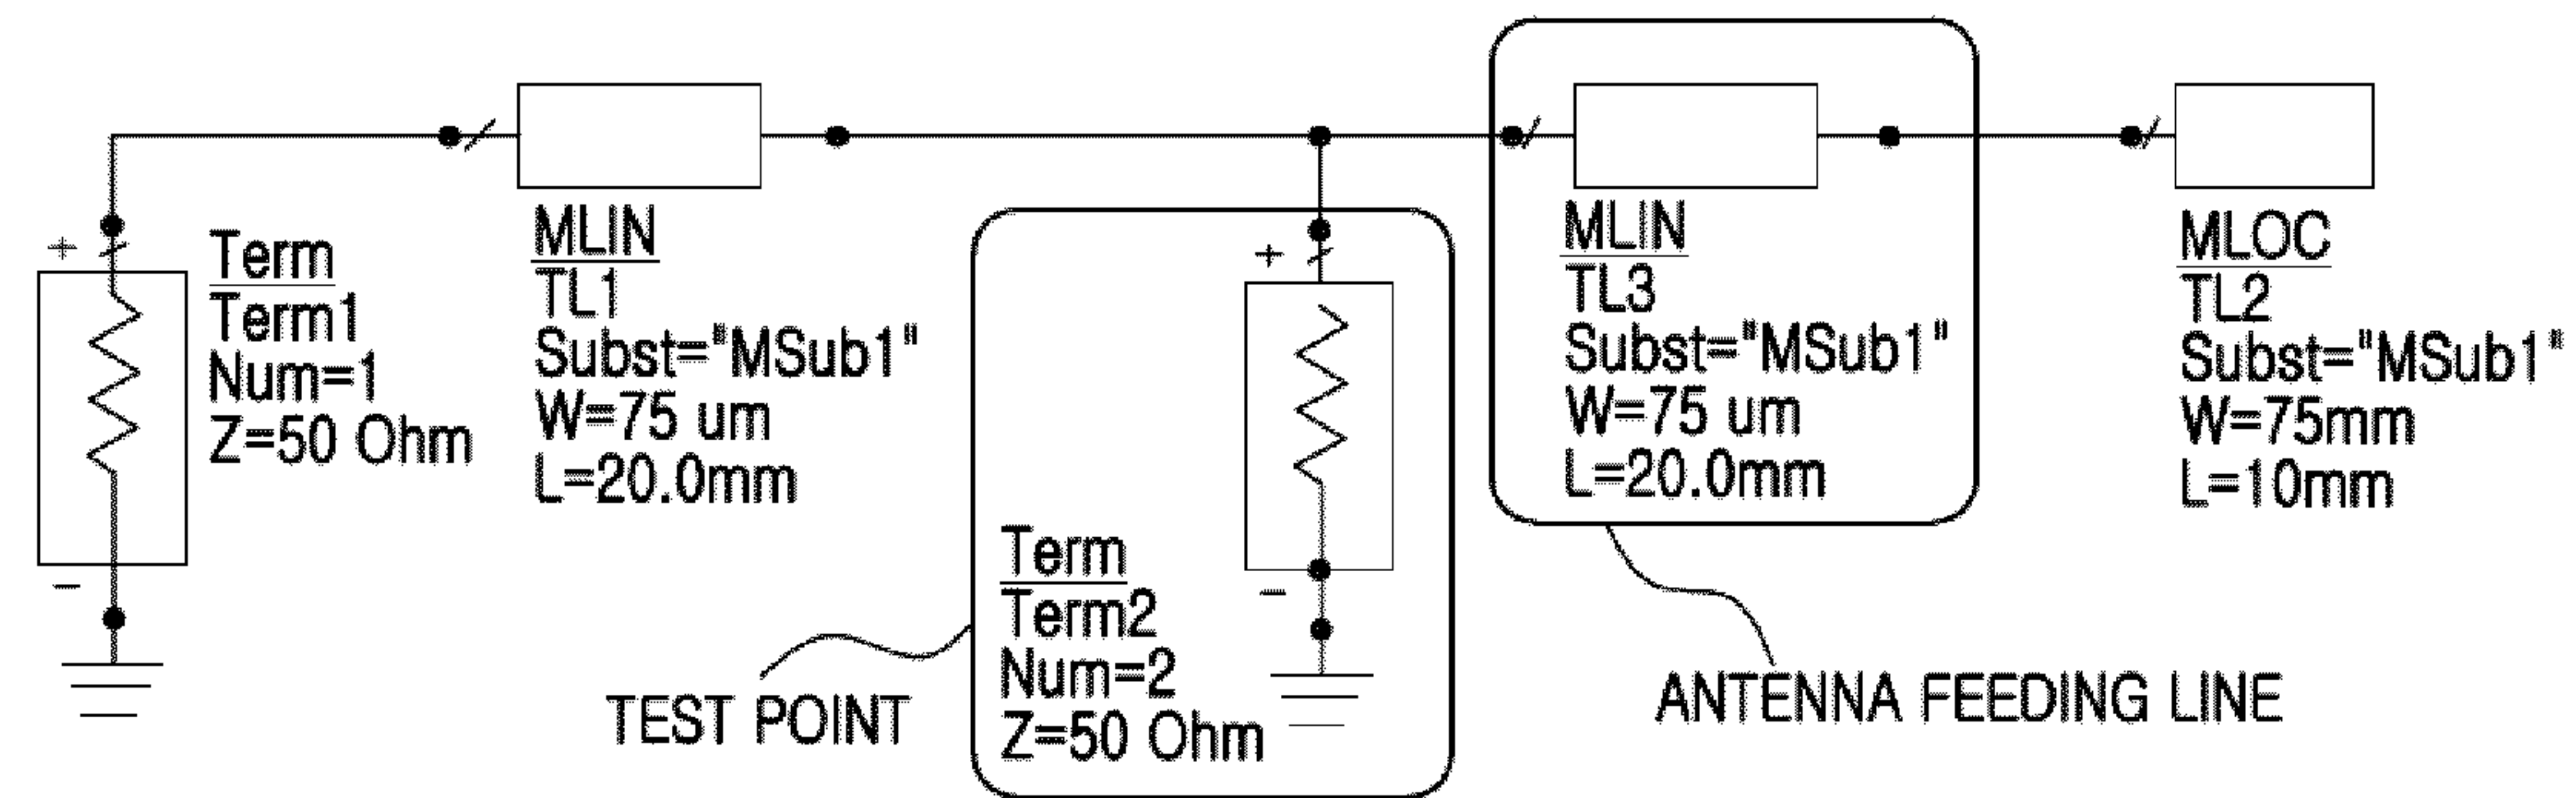 +
Term
Term1
Num=1
Z=50 Ohm
-
MLIN
TL1
Subst="MSub1"
W=75 um
L=20.0mm
+
Term
Term2
Num=2
Z=50 Ohm
-
TEST POINT
MLIN
TL3
Subst="MSub1"
W=75 um
L=20.0mm
ANTENNA FEEDING LINE
MLOC
TL2
Subst="MSub1"
W=75mm
L=10mm